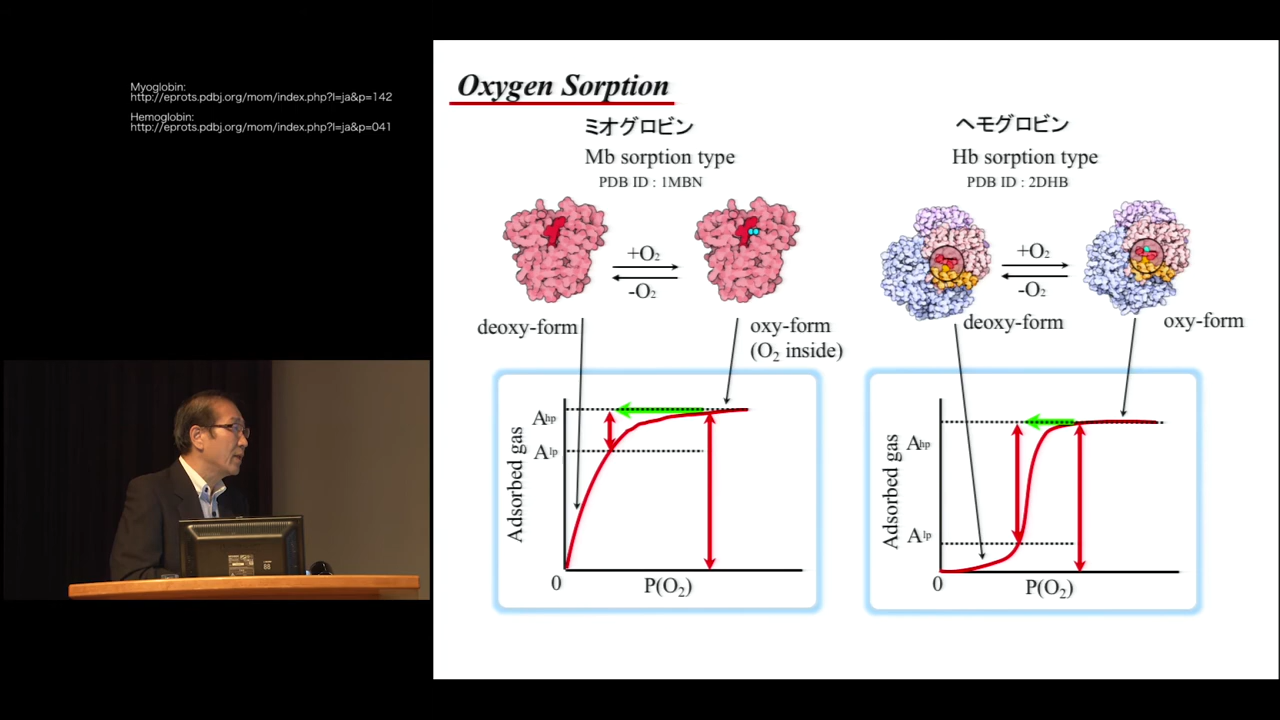 Myoglobin:
http://eprots.pdbj.org/mom/index.php?l=ja&p=142
Hemoglobin:
http://eprots.pdbj.org/mom/index.php?l=ja&p=041
Oxygen Sorption
ミオグロビン
Mb sorption type
PDB ID : 1MBN
+O2
-O2
deoxy-form
oxy-form
(O2 inside)
Ahp
Alp
Adsorbed gas
0
P(O2)
ヘモグロビン
Hb sorption type
PDB ID : 2DHB
+O2
-O2
deoxy-form
oxy-form
Ahp
Alp
Adsorbed gas
0
P(O2)